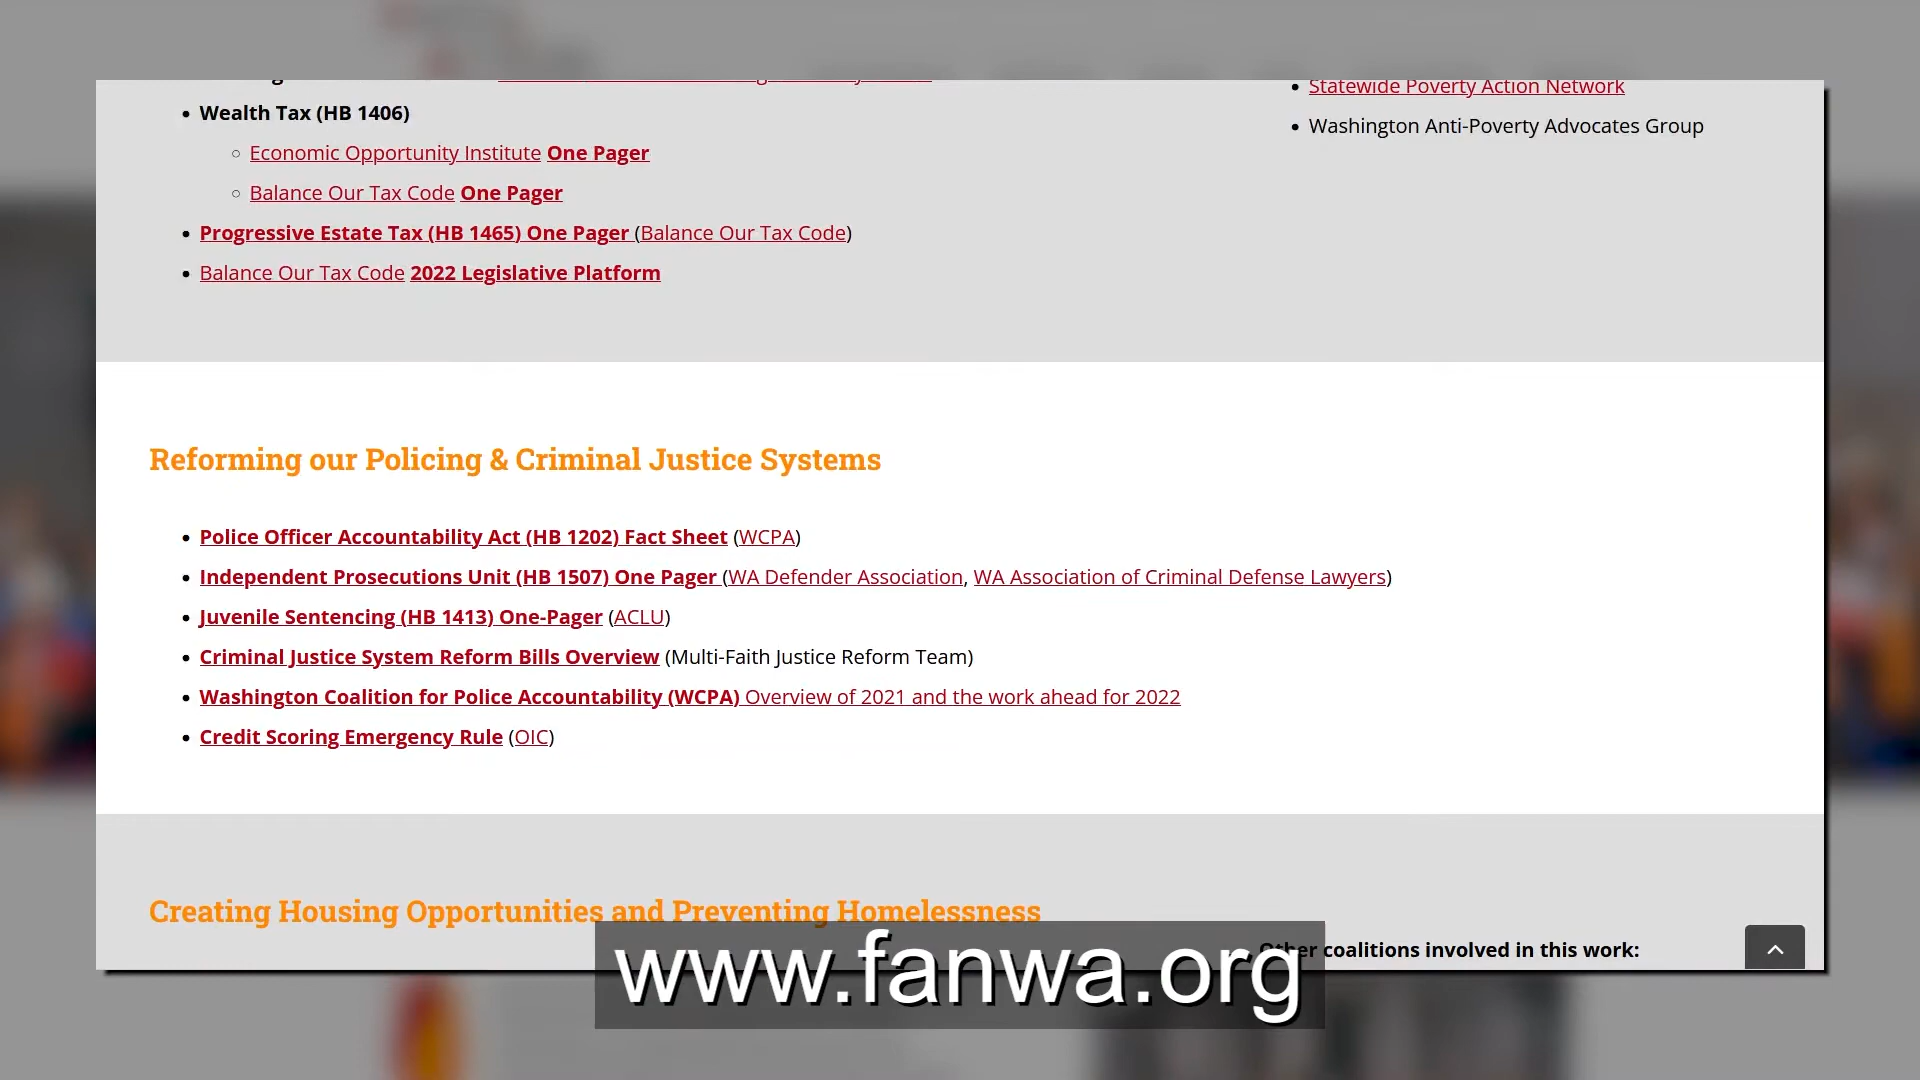 Wealth Tax (HB 1406)
Economic Opportunity Institute One Pager
Balance Our Tax Code One Pager
Progressive Estate Tax (HB 1465) One Pager (Balance Our Tax Code)
Balance Our Tax Code 2022 Legislative Platform
Statewide Poverty Action Network
Washington Anti-Poverty Advocates Group
Reforming our Policing & Criminal Justice Systems
Police Officer Accountability Act (HB 1202) Fact Sheet (WCPA)
Independent Prosecutions Unit (HB 1507) One Pager (WA Defender Association, WA Association of Criminal Defense Lawyers)
Juvenile Sentencing (HB 1413) One-Pager (ACLU)
Criminal Justice System Reform Bills Overview (Multi-Faith Justice Reform Team)
Washington Coalition for Police Accountability (WCPA) Overview of 2021 and the work ahead for 2022
Credit Scoring Emergency Rule (OIC)
Creating Housing Opportunities and Preventing Homelessness
Other coalitions involved in this work:
www.fanwa.org